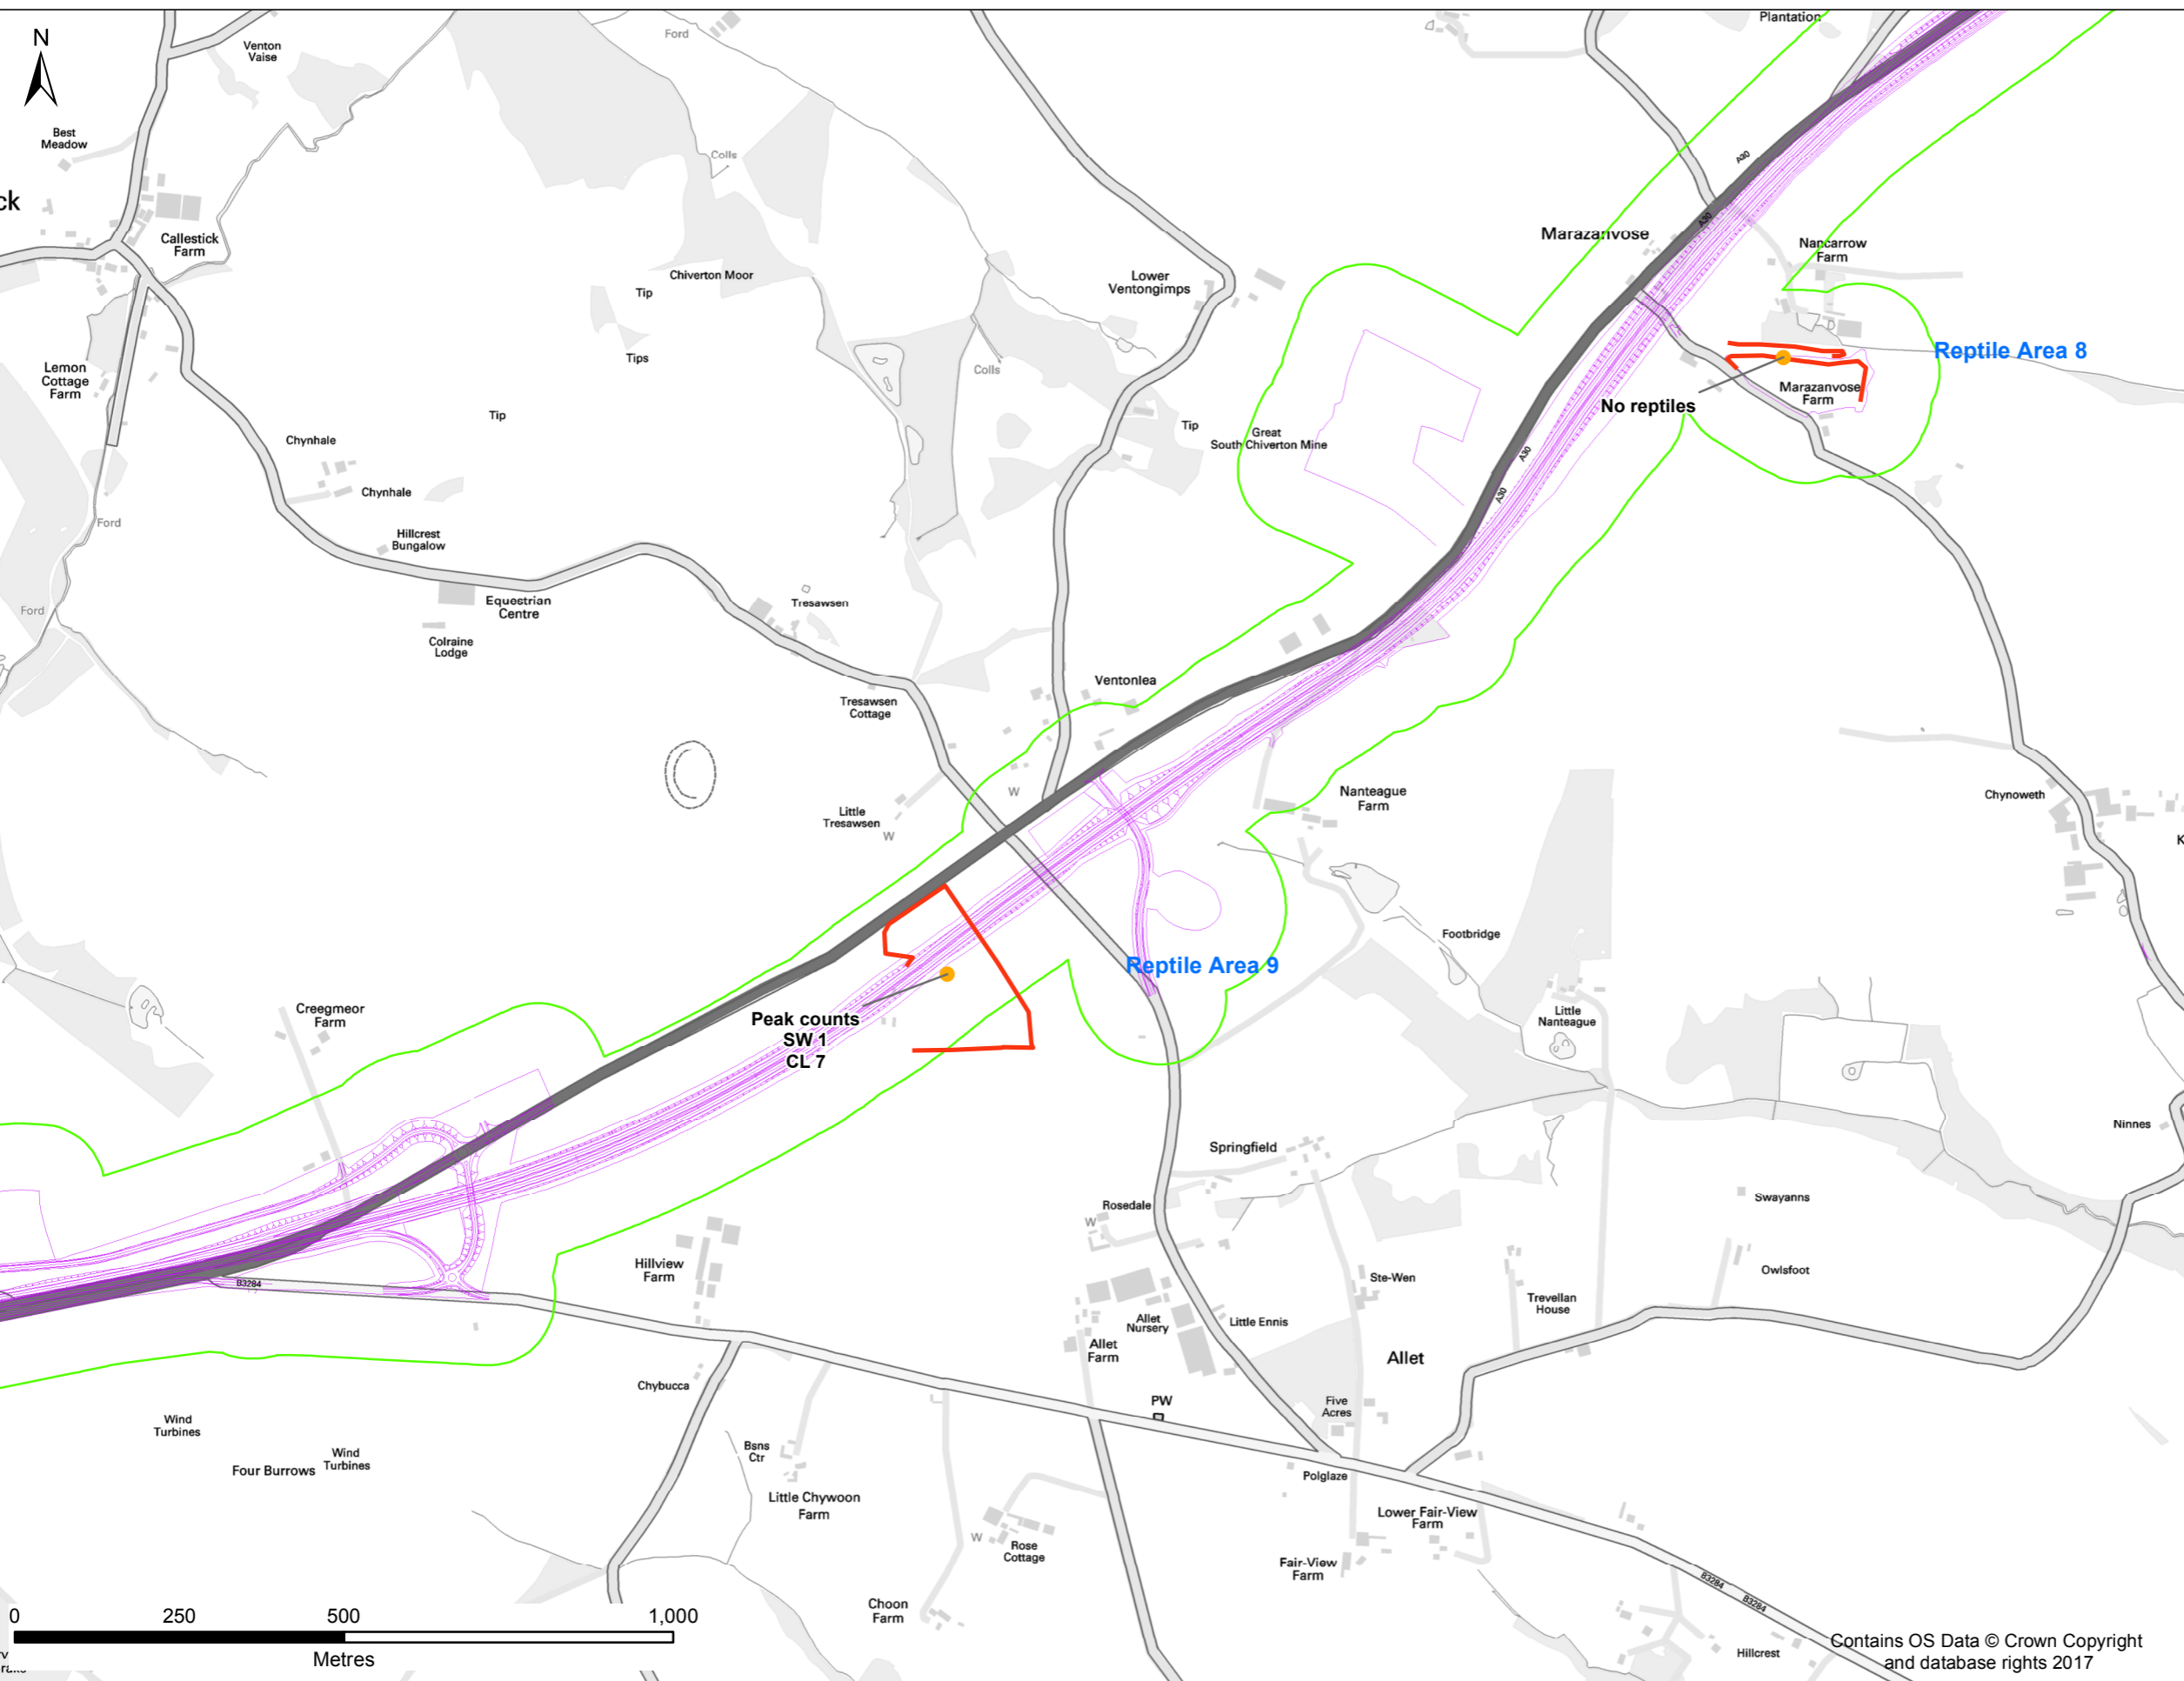 N
Venton
Vaise
Ford
Plantation
Best
Meadow
ck
Callestick
Farm
Colls
A30
Marazanvose
A30
Nancarrow
Farm
Chiverton Moor
Tip
Lower
Ventongimps
Tips
Lemon
Cottage
Farm
Colls
Reptile Area 8
Marazanvose
Farm
No reptiles
Tip
Tip
Great
South Chiverton Mine
Chynhale
Chynhale
A30
A30
Ford
Hillcrest
Bungalow
Equestrian
Centre
Ford
Colraine
Lodge
Tresawsen
Tresawsen
Cottage
Ventonlea
W
Little
Tresawsen
W
Nanteague
Farm
Chynoweth
K
Footbridge
Reptile Area 9
Creegmeor
Farm
Peak counts
SW 1
CL 7
Little
Nanteague
Ninnes
Springfield
Rosedale
W
Swayanns
Hillview
Farm
Owlsfoot
B3284
Ste-Wen
Trevellan
House
Allet
Nursery
Little Ennis
Allet
Farm
Allet
Chybucca
PW
Five
Acres
Wind
Turbines
Wind
Turbines
Four Burrows
Bsns
Ctr
Polglaze
Little Chywoon
Farm
Lower Fair-View
Farm
W
Rose
Cottage
Fair-View
Farm
B3284
B3284
Choon
Farm
0 250 500 1,000
Metres
Hillcrest
Contains OS Data © Crown Copyright
and database rights 2017